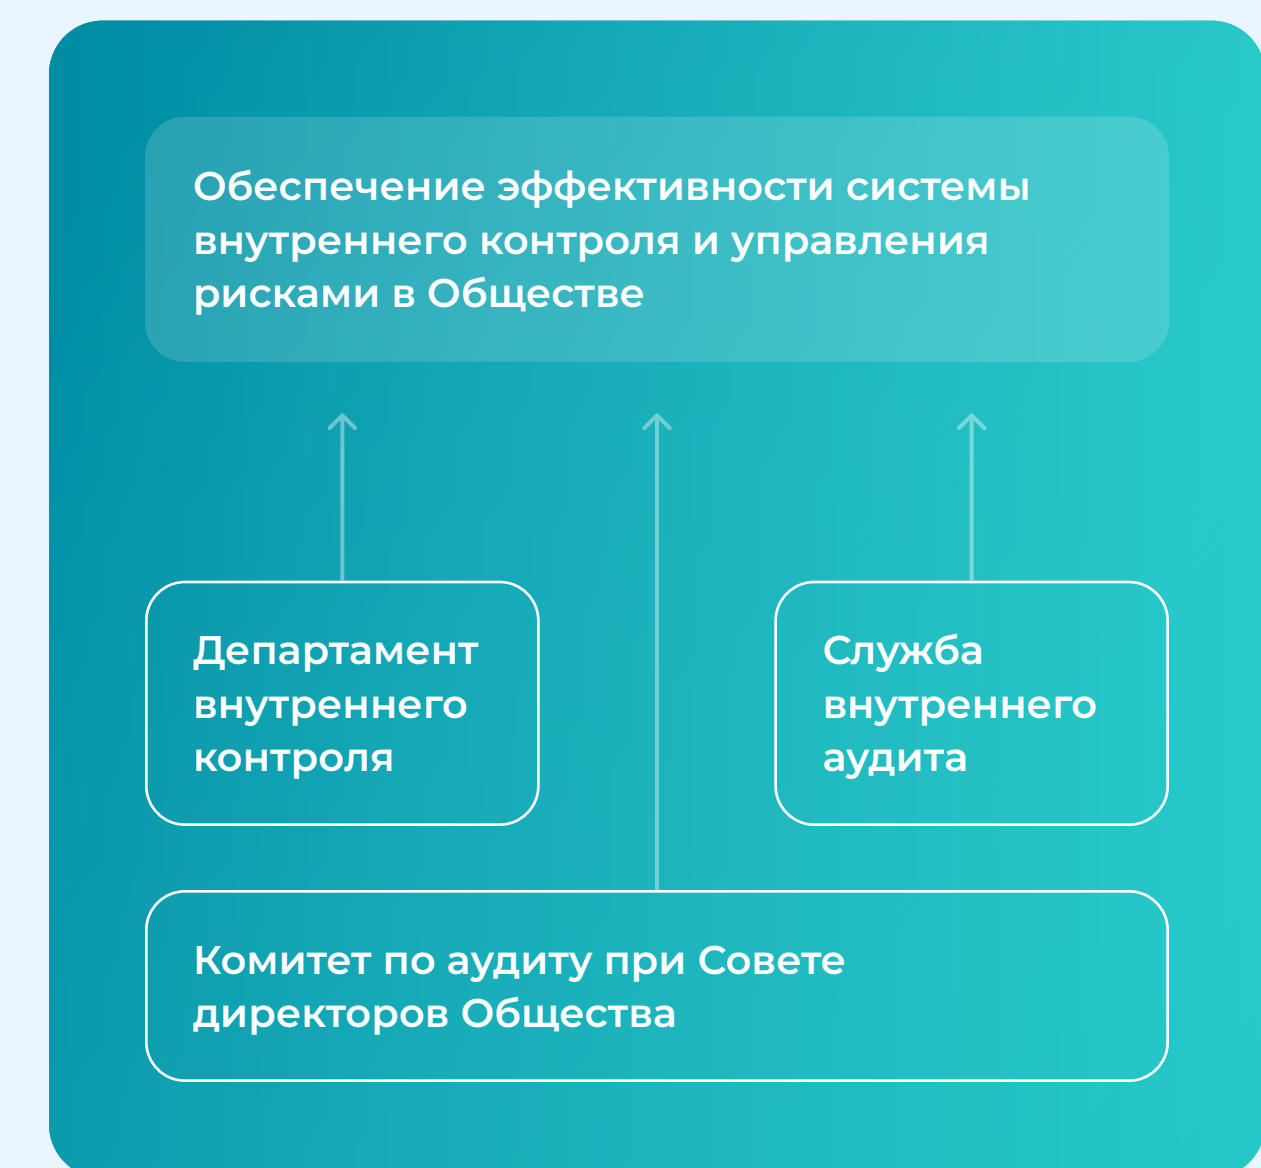 Обеспечение эффективности системы
внутреннего контроля и управления
рисками в Обществе
Департамент
внутреннего
контроля
Служба
внутреннего
аудита
Комитет по аудиту при Совете
директоров Общества